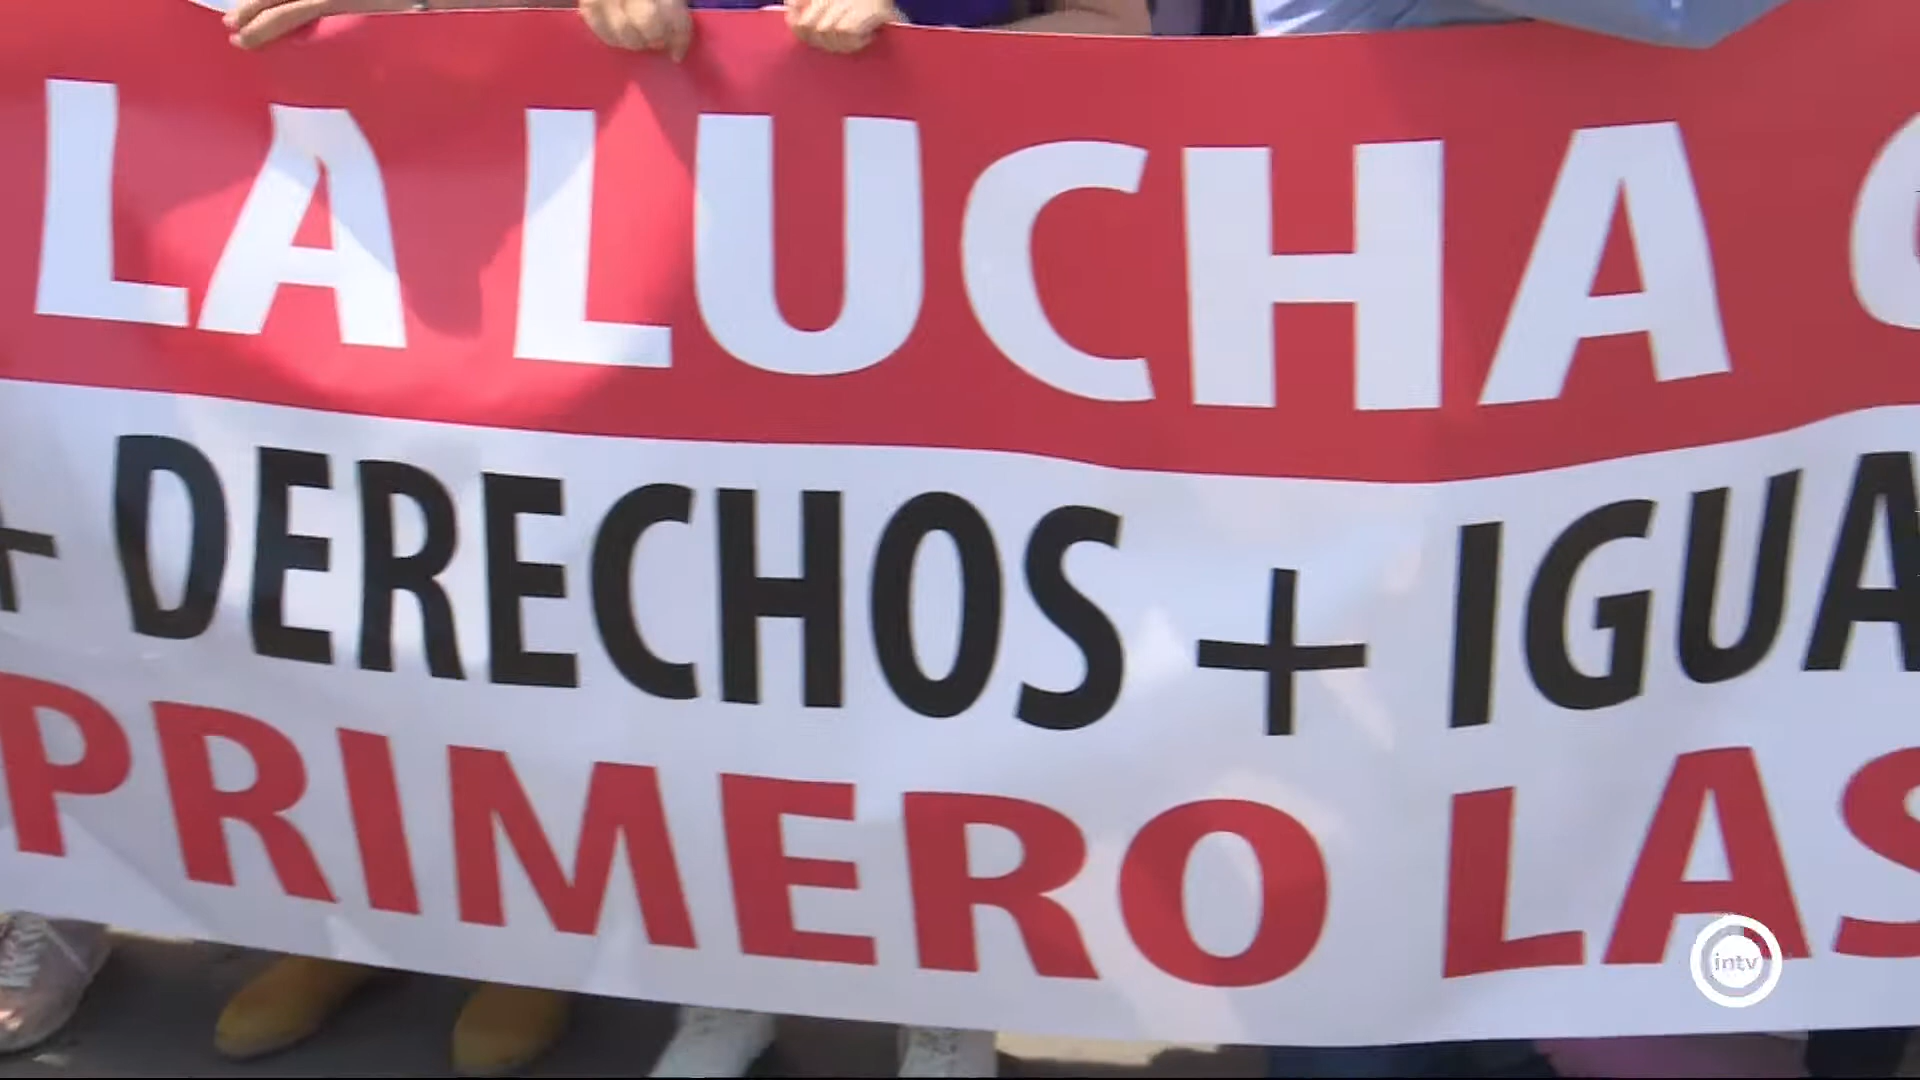 LA LUCHA
+ DERECHOS + IGUA
PRIMERO LAS
intv